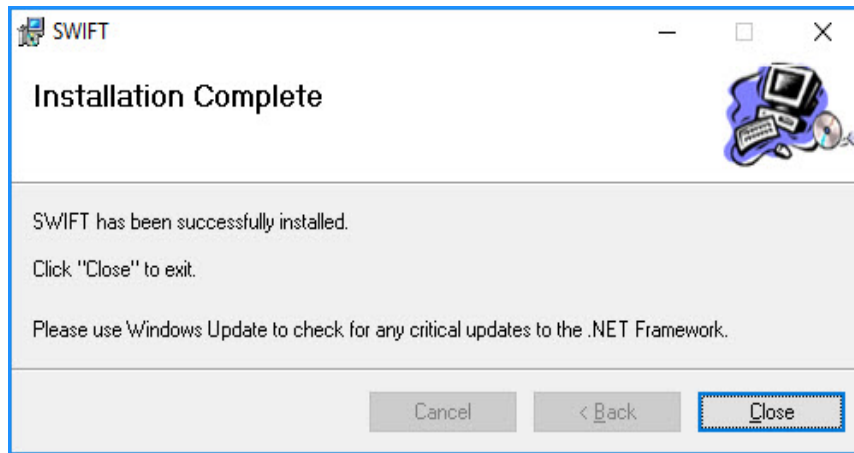 SWIFT
Installation Complete
SWIFT has been successfully installed.
Click "Close" to exit.
Please use Windows Update to check for any critical updates to the .NET Framework.
Cancel
< Back
Close